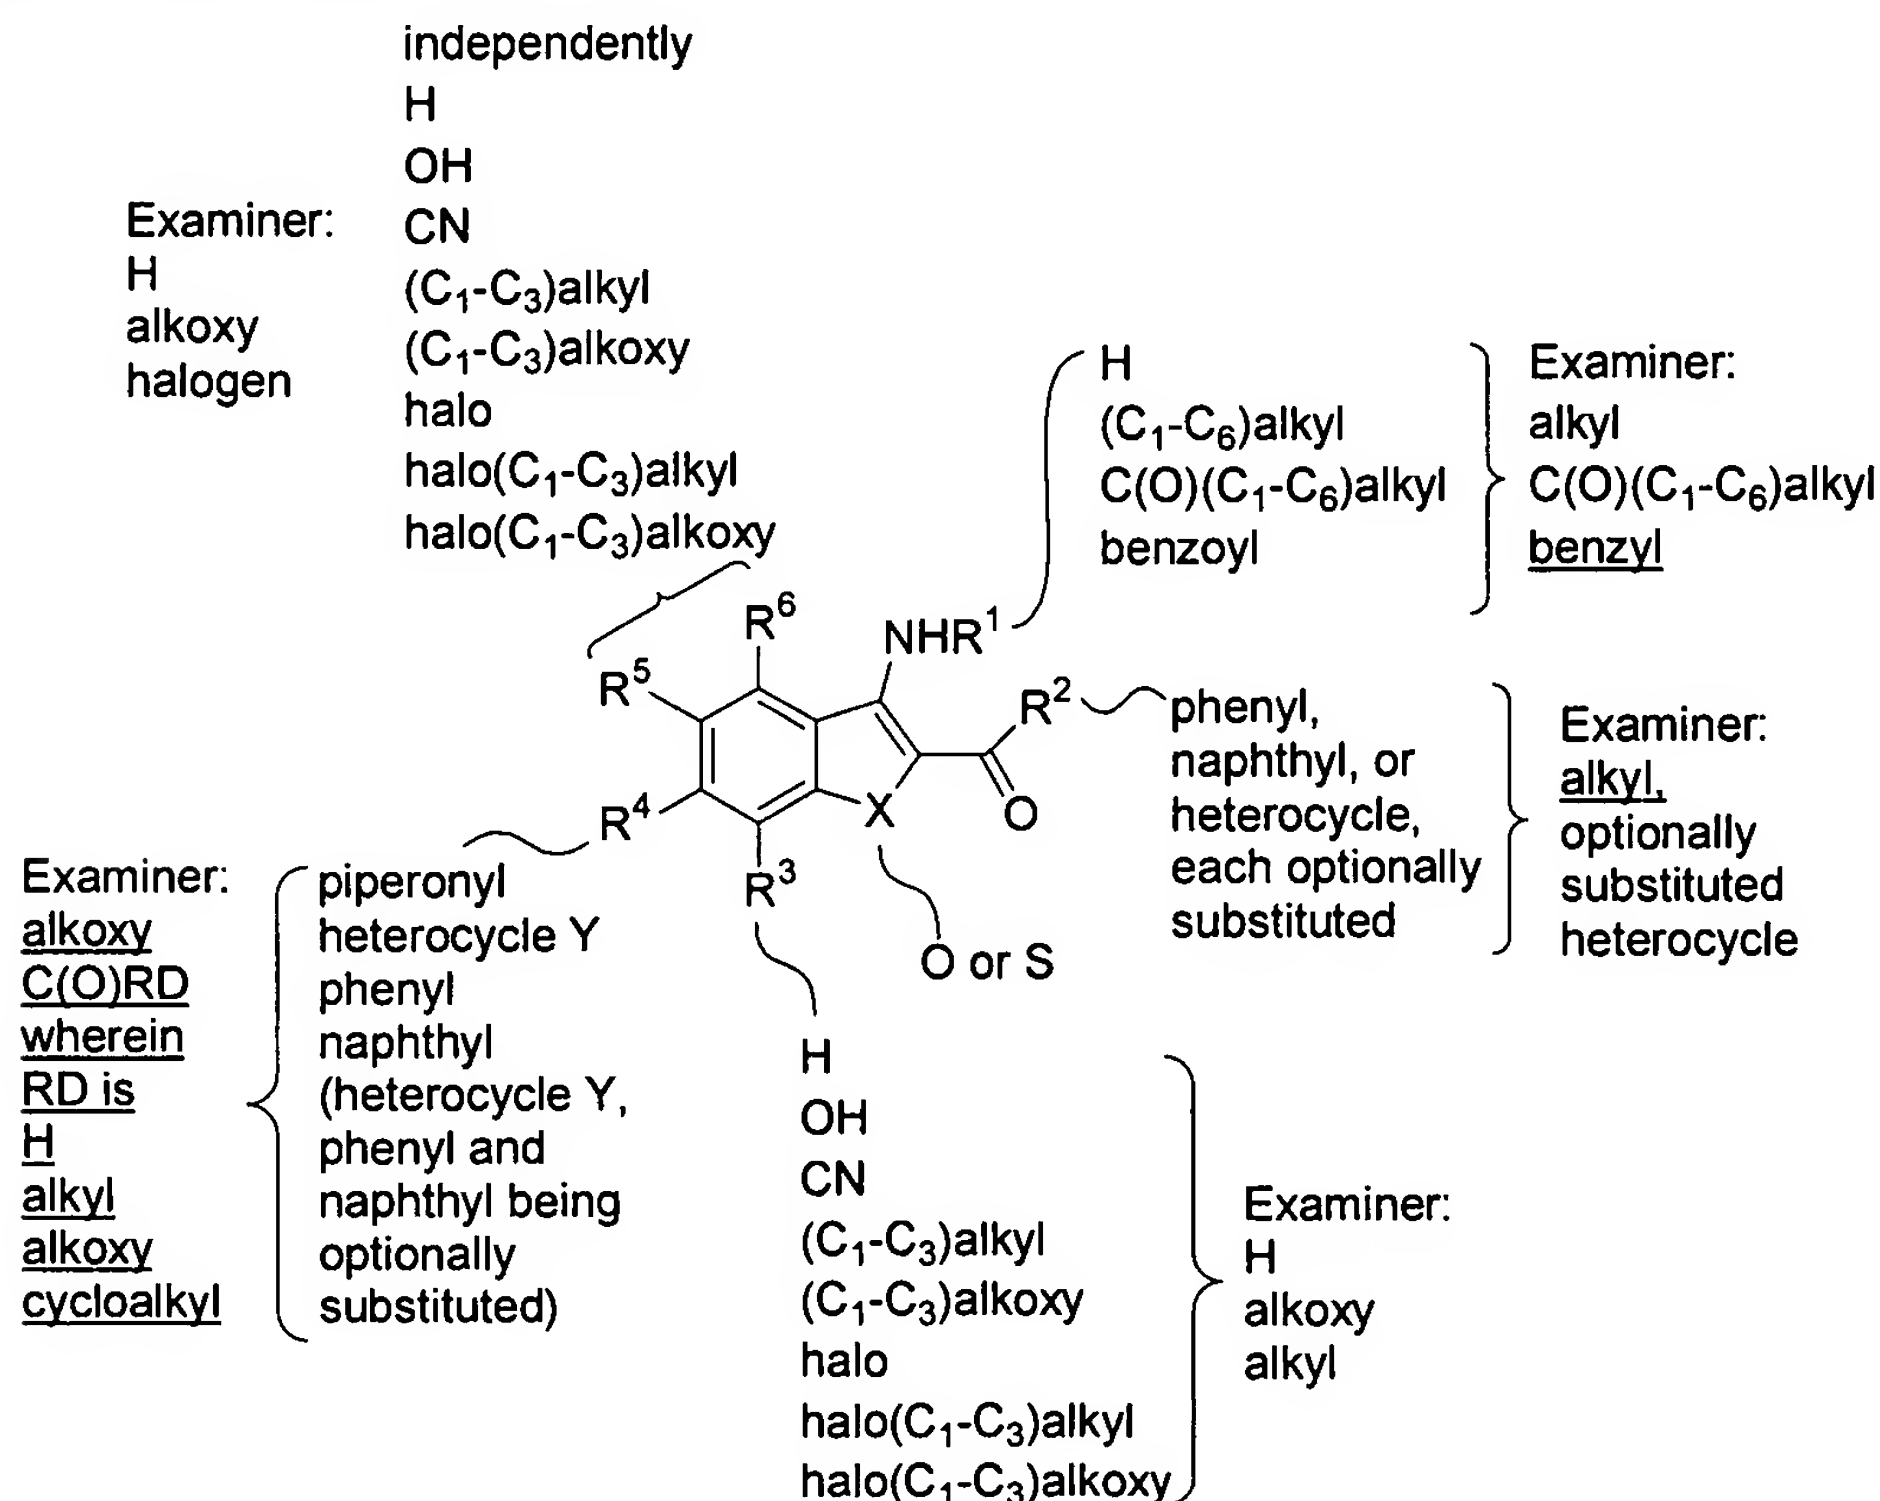 independently
H
OH
CN
(C₁-C₃)alkyl
(C₁-C₃)alkoxy
halo
halo(C₁-C₃)alkyl
halo(C₁-C₃)alkoxy
Examiner:
H
alkoxy
halogen
H
(C₁-C₆)alkyl
C(O)(C₁-C₆)alkyl
benzoyl
Examiner:
alkyl
C(O)(C₁-C₆)alkyl
benzyl
R⁶
NHR¹
R⁵
R²
R⁴
X
O
R³
O or S
phenyl,
naphthyl, or
heterocycle,
each optionally
substituted
Examiner:
alkyl,
optionally
substituted
heterocycle
Examiner:
alkoxy
C(O)RD
wherein
RD is
H
alkyl
alkoxy
cycloalkyl
piperonyl
heterocycle Y
phenyl
naphthyl
(heterocycle Y,
phenyl and
naphthyl being
optionally
substituted)
H
OH
CN
(C₁-C₃)alkyl
(C₁-C₃)alkoxy
halo
halo(C₁-C₃)alkyl
halo(C₁-C₃)alkoxy
Examiner:
H
alkoxy
alkyl